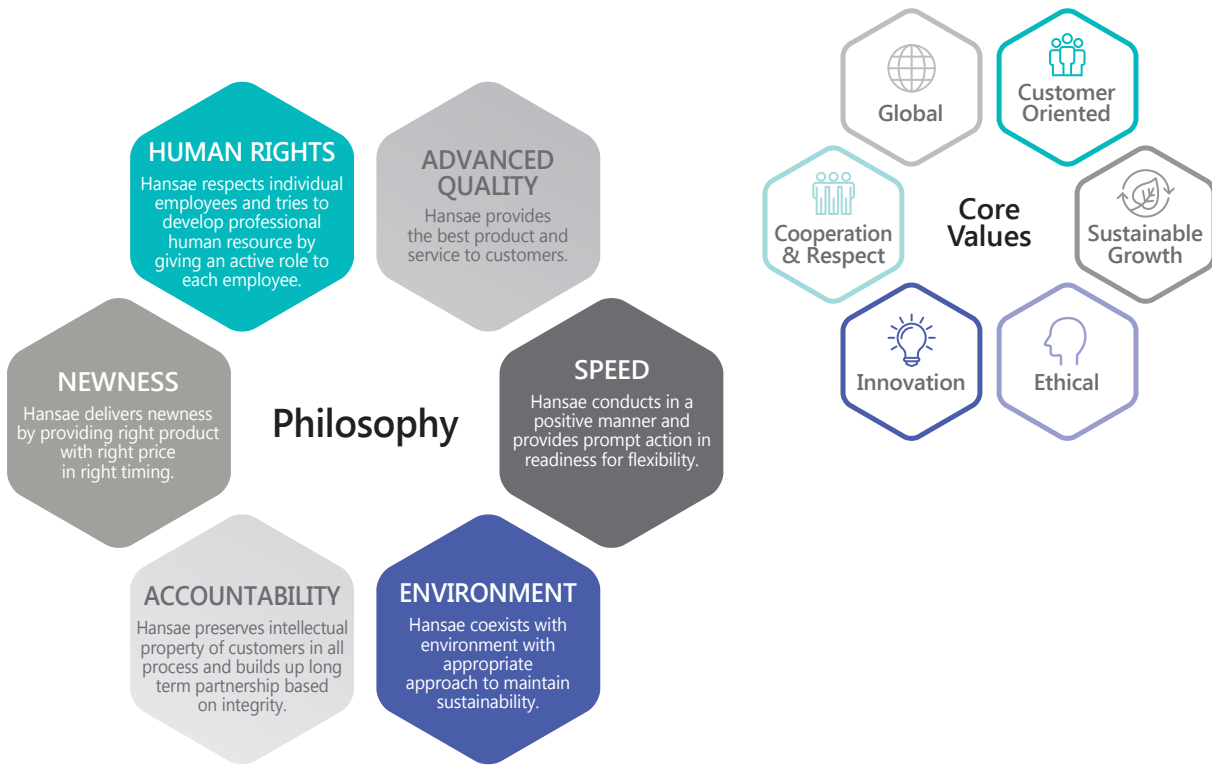 HUMAN RIGHTS
Hansae respects individual
employees and tries to
develop professional
human resource by
giving an active role to
each employee.
ADVANCED
QUALITY
Hansae provides
the best product and
service to customers.
NEWNESS
Hansae delivers newness
by providing right product
with right price
in right timing.
Philosophy
SPEED
Hansae conducts in a
positive manner and
provides prompt action in
readiness for flexibility.
ACCOUNTABILITY
Hansae preserves intellectual
property of customers in all
process and builds up long
term partnership based
on integrity.
ENVIRONMENT
Hansae coexists with
environment with
appropriate
approach to maintain
sustainability.
Global
Customer
Oriented
Cooperation
& Respect
Core
Values
Sustainable
Growth
Innovation
Ethical